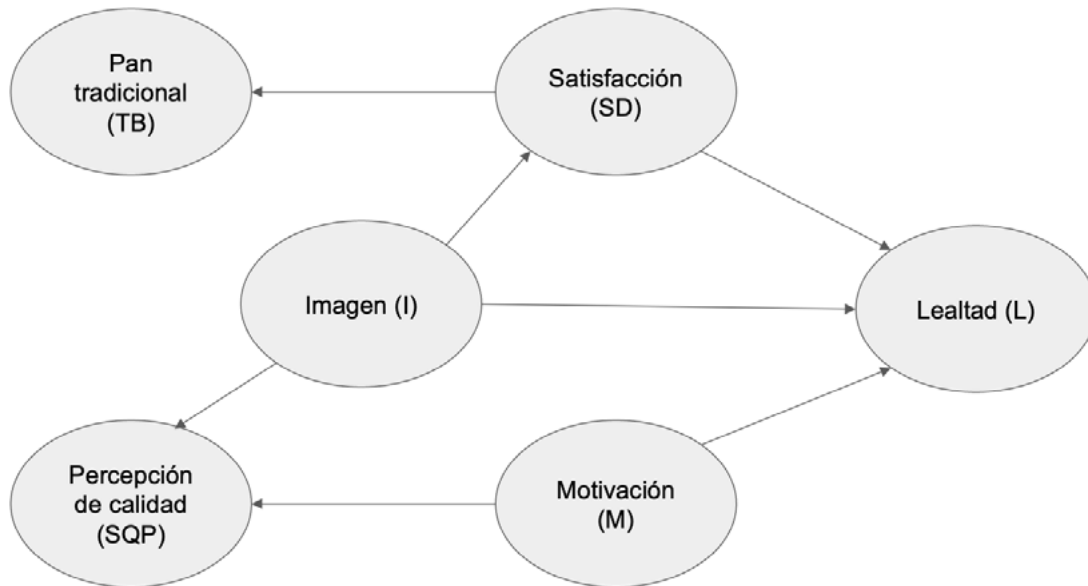 Pan
tradicional
(TB)
Satisfacción
(SD)
Imagen (I)
Lealtad (L)
Percepción
de calidad
(SQP)
Motivación
(M)